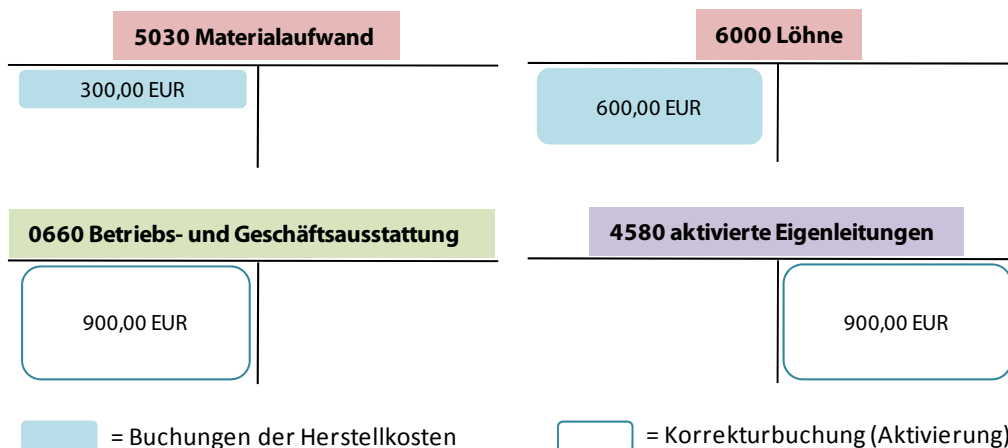 5030 Materialaufwand
6000 Löhne
300,00 EUR
600,00 EUR
0660 Betriebs- und Geschäftsausstattung
4580 aktivierte Eigenleitungen
900,00 EUR
900,00 EUR
= Buchungen der Herstellkosten
= Korrekturbuchung (Aktivierung)